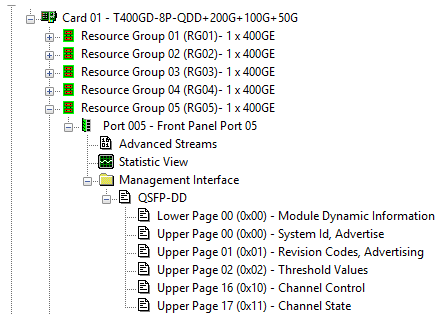 Card 01 - T400GD-8P-QDD+200G+100G+50G
Resource Group 01 (RG01)- 1 x 400GE
Resource Group 02 (RG02)- 1 x 400GE
Resource Group 03 (RG03)- 1 x 400GE
Resource Group 04 (RG04)- 1 x 400GE
Resource Group 05 (RG05)- 1 x 400GE
Port 005 - Front Panel Port 05
Advanced Streams
Statistic View
Management Interface
QSFP-DD
Lower Page 00 (0x00) - Module Dynamic Information
Upper Page 00 (0x00) - System Id, Advertise
Upper Page 01 (0x01) - Revision Codes, Advertising
Upper Page 02 (0x02) - Threshold Values
Upper Page 16 (0x10) - Channel Control
Upper Page 17 (0x11) - Channel State